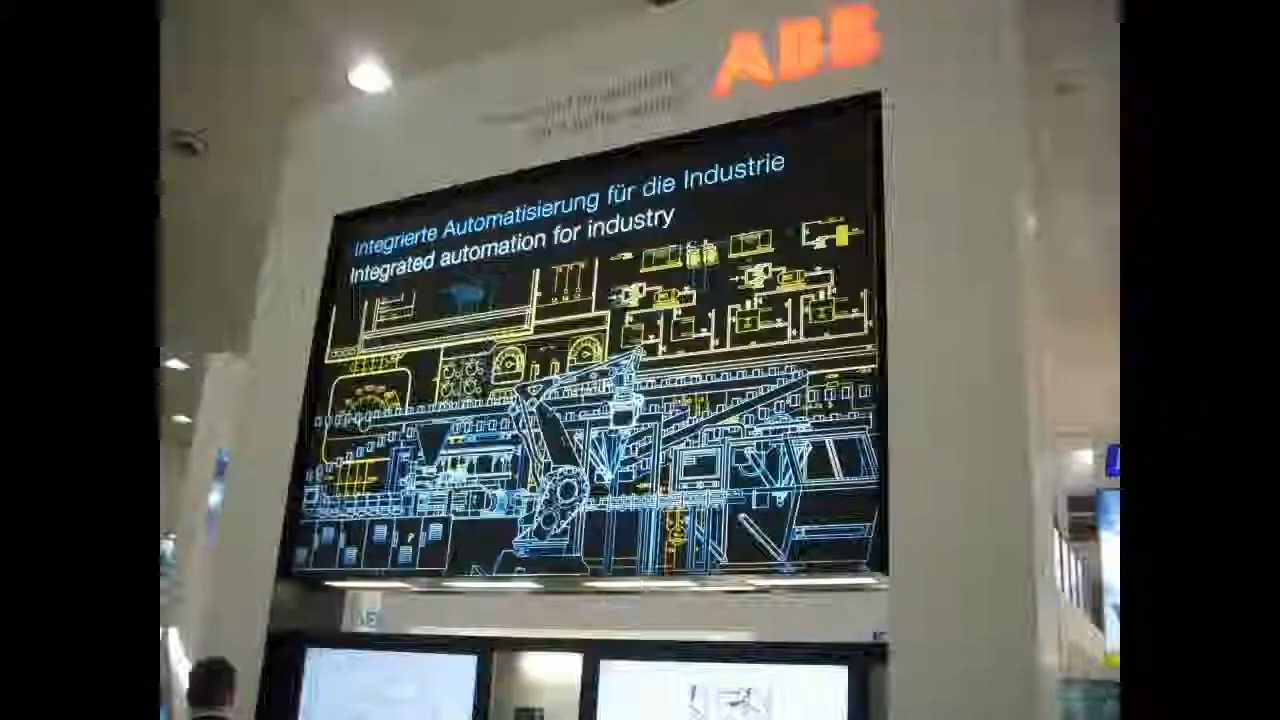 ABB
Integrierte Automatisierung für die Industrie
Integrated automation for industry